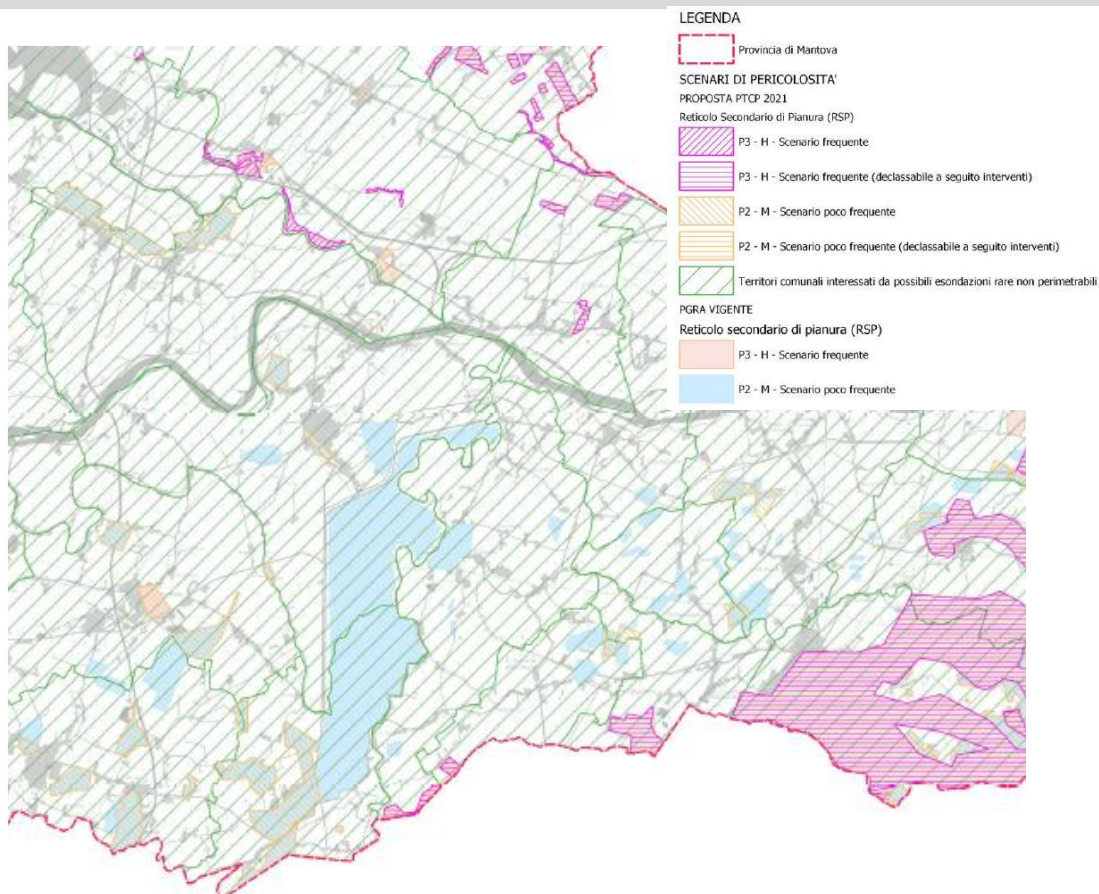 LEGENDA
Provincia di Mantova
SCENARI DI PERICOLOSITA'
PROPOSTA PTCP 2021
Reticolo Secondario di Pianura (RSP)
P3 - H - Scenario frequente
P3 - H - Scenario frequente (declassabile a seguito interventi)
P2 - M - Scenario poco frequente
P2 - M - Scenario poco frequente (declassabile a seguito interventi)
Territori comunali interessati da possibili esondazioni rare non perimetrabili
PGRA VIGENTE
Reticolo secondario di pianura (RSP)
P3 - H - Scenario frequente
P2 - M - Scenario poco frequente